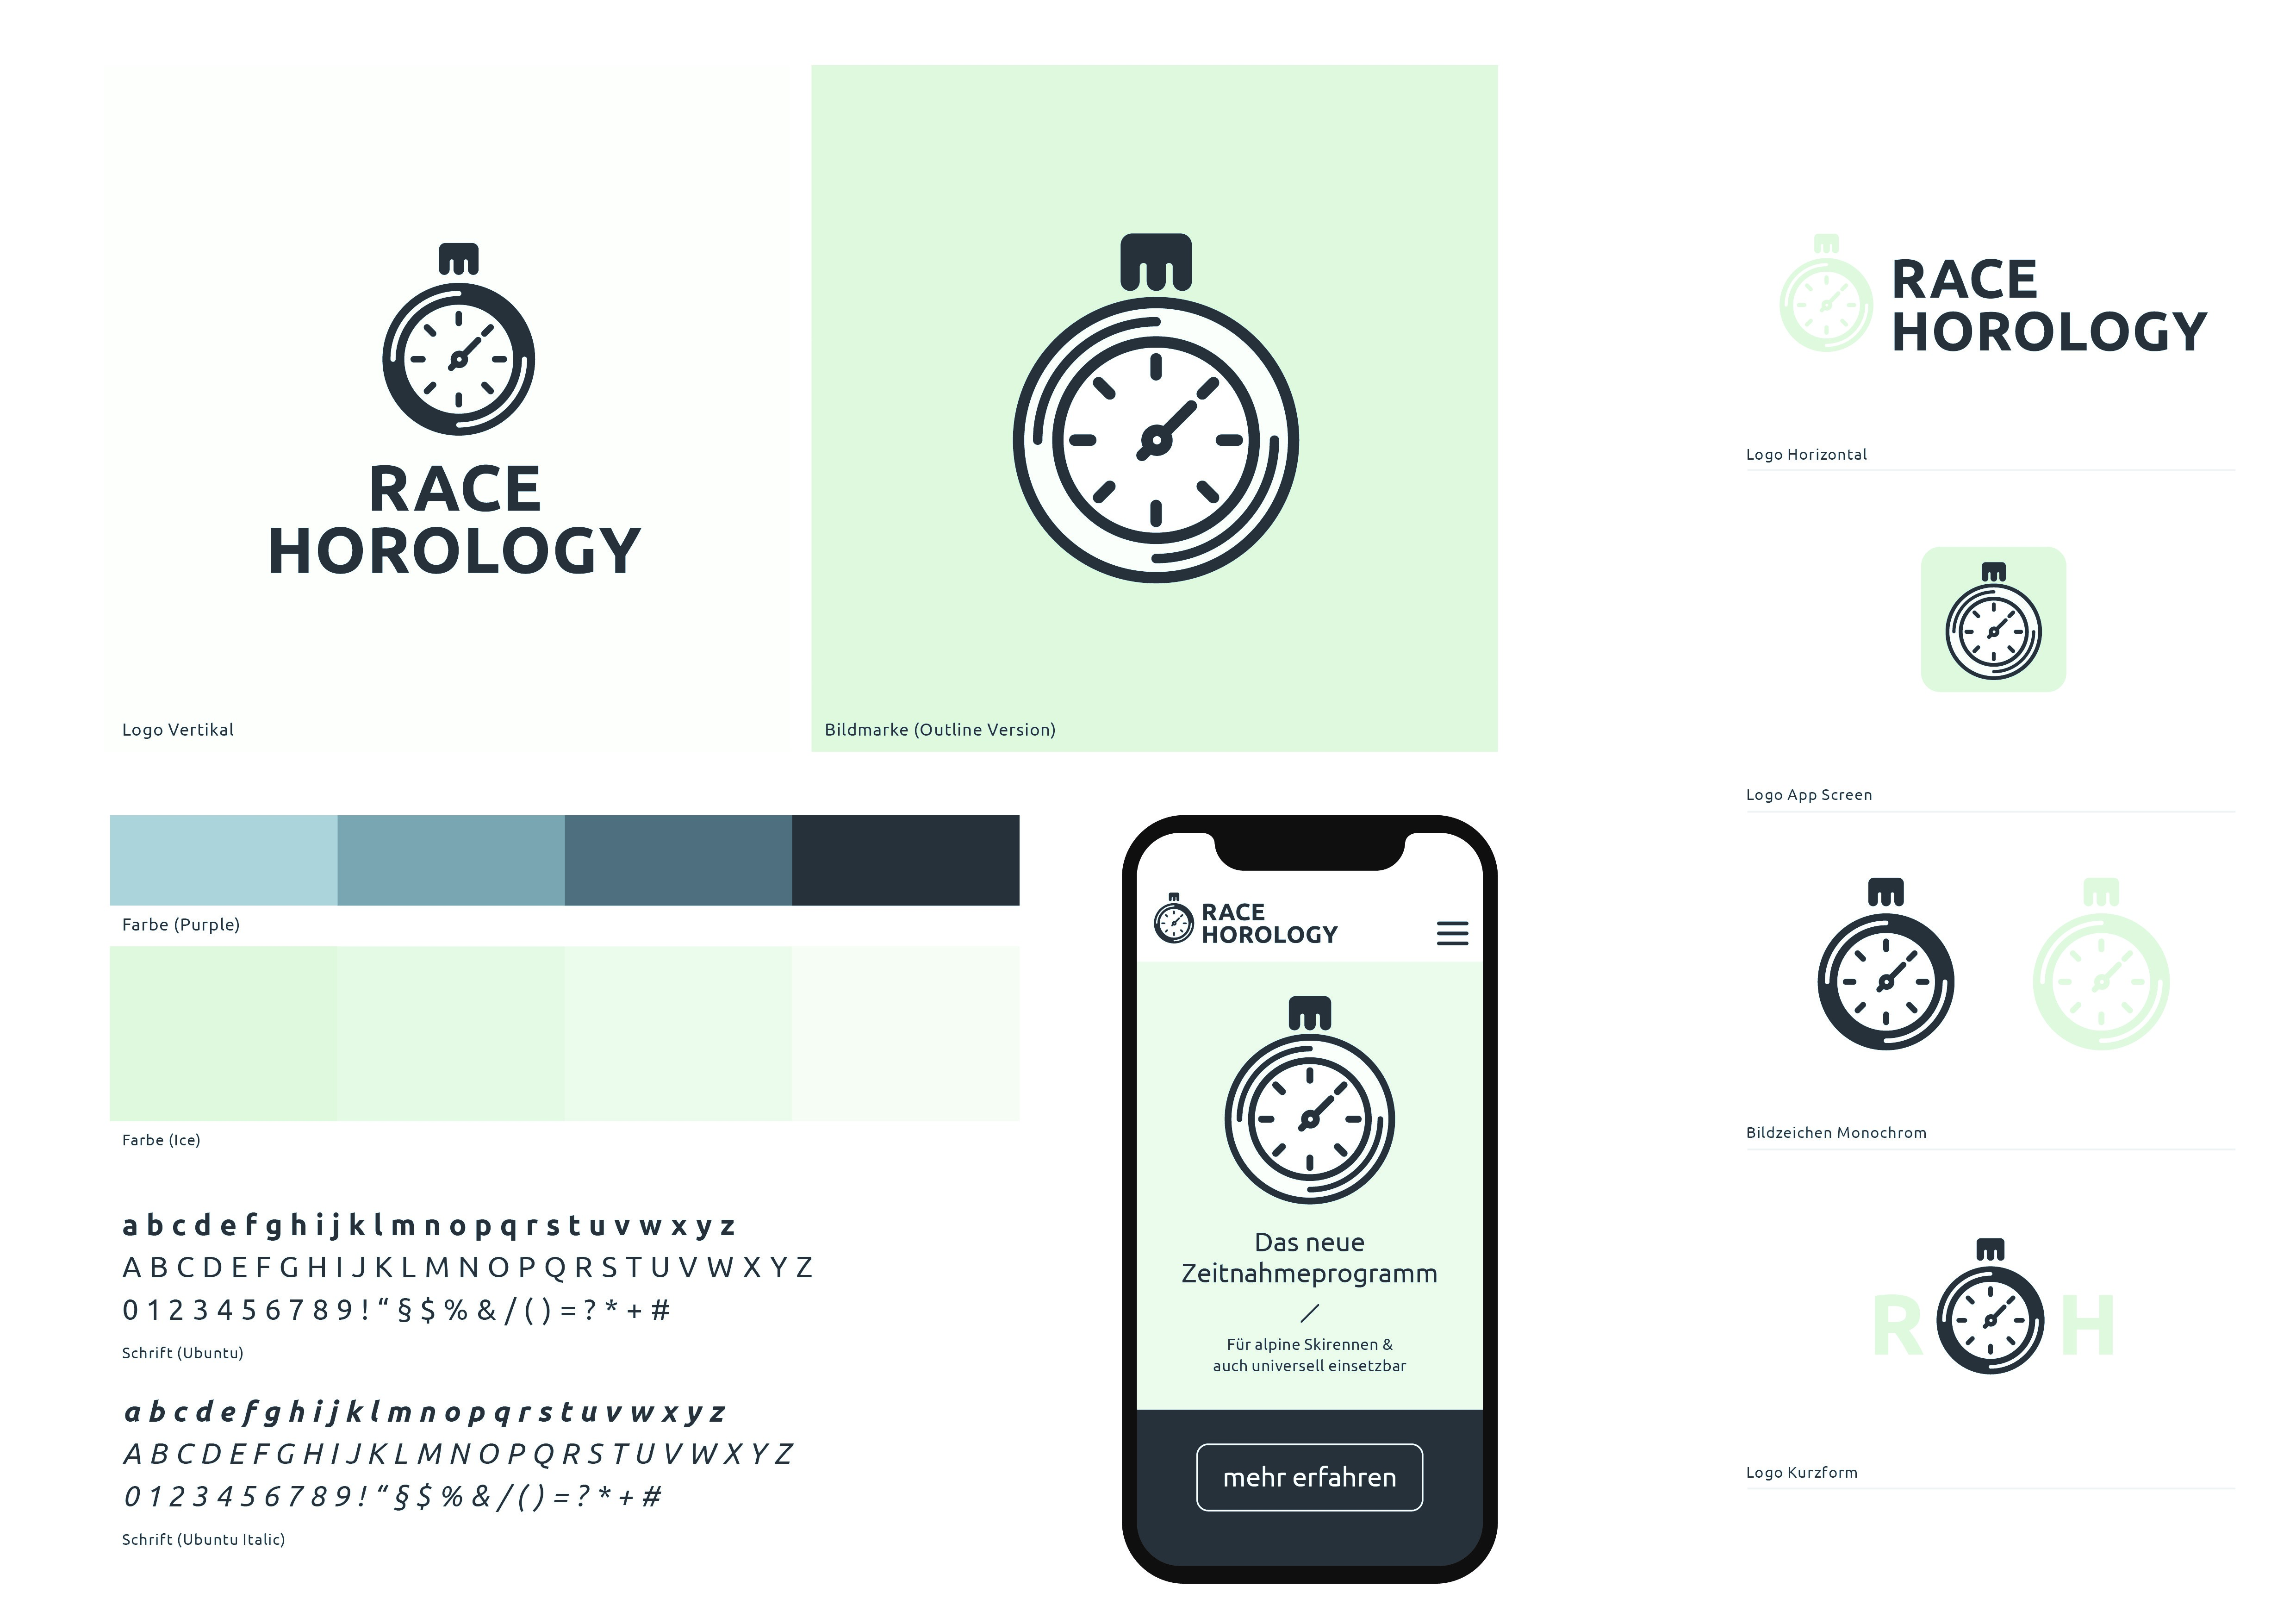 RACE
HOROLOGY
Logo Vertikal
Bildmarke (Outline Version)
RACE
HOROLOGY
Logo Horizontal
Logo App Screen
Bildzeichen Monochrom
R H
Logo Kurzform
Farbe (Purple)
Farbe (Ice)
a b c d e f g h i j k l m n o p q r s t u v w x y z
A B C D E F G H I J K L M N O P Q R S T U V W X Y Z
0 1 2 3 4 5 6 7 8 9 ! “ § $ % & / ( ) = ? * + #
Schrift (Ubuntu)
a b c d e f g h i j k l m n o p q r s t u v w x y z
A B C D E F G H I J K L M N O P Q R S T U V W X Y Z
0 1 2 3 4 5 6 7 8 9 ! “ § $ % & / ( ) = ? * + #
Schrift (Ubuntu Italic)
RACE
HOROLOGY
Das neue
Zeitnahmeprogramm
/
Für alpine Skirennen &
auch universell einsetzbar
mehr erfahren